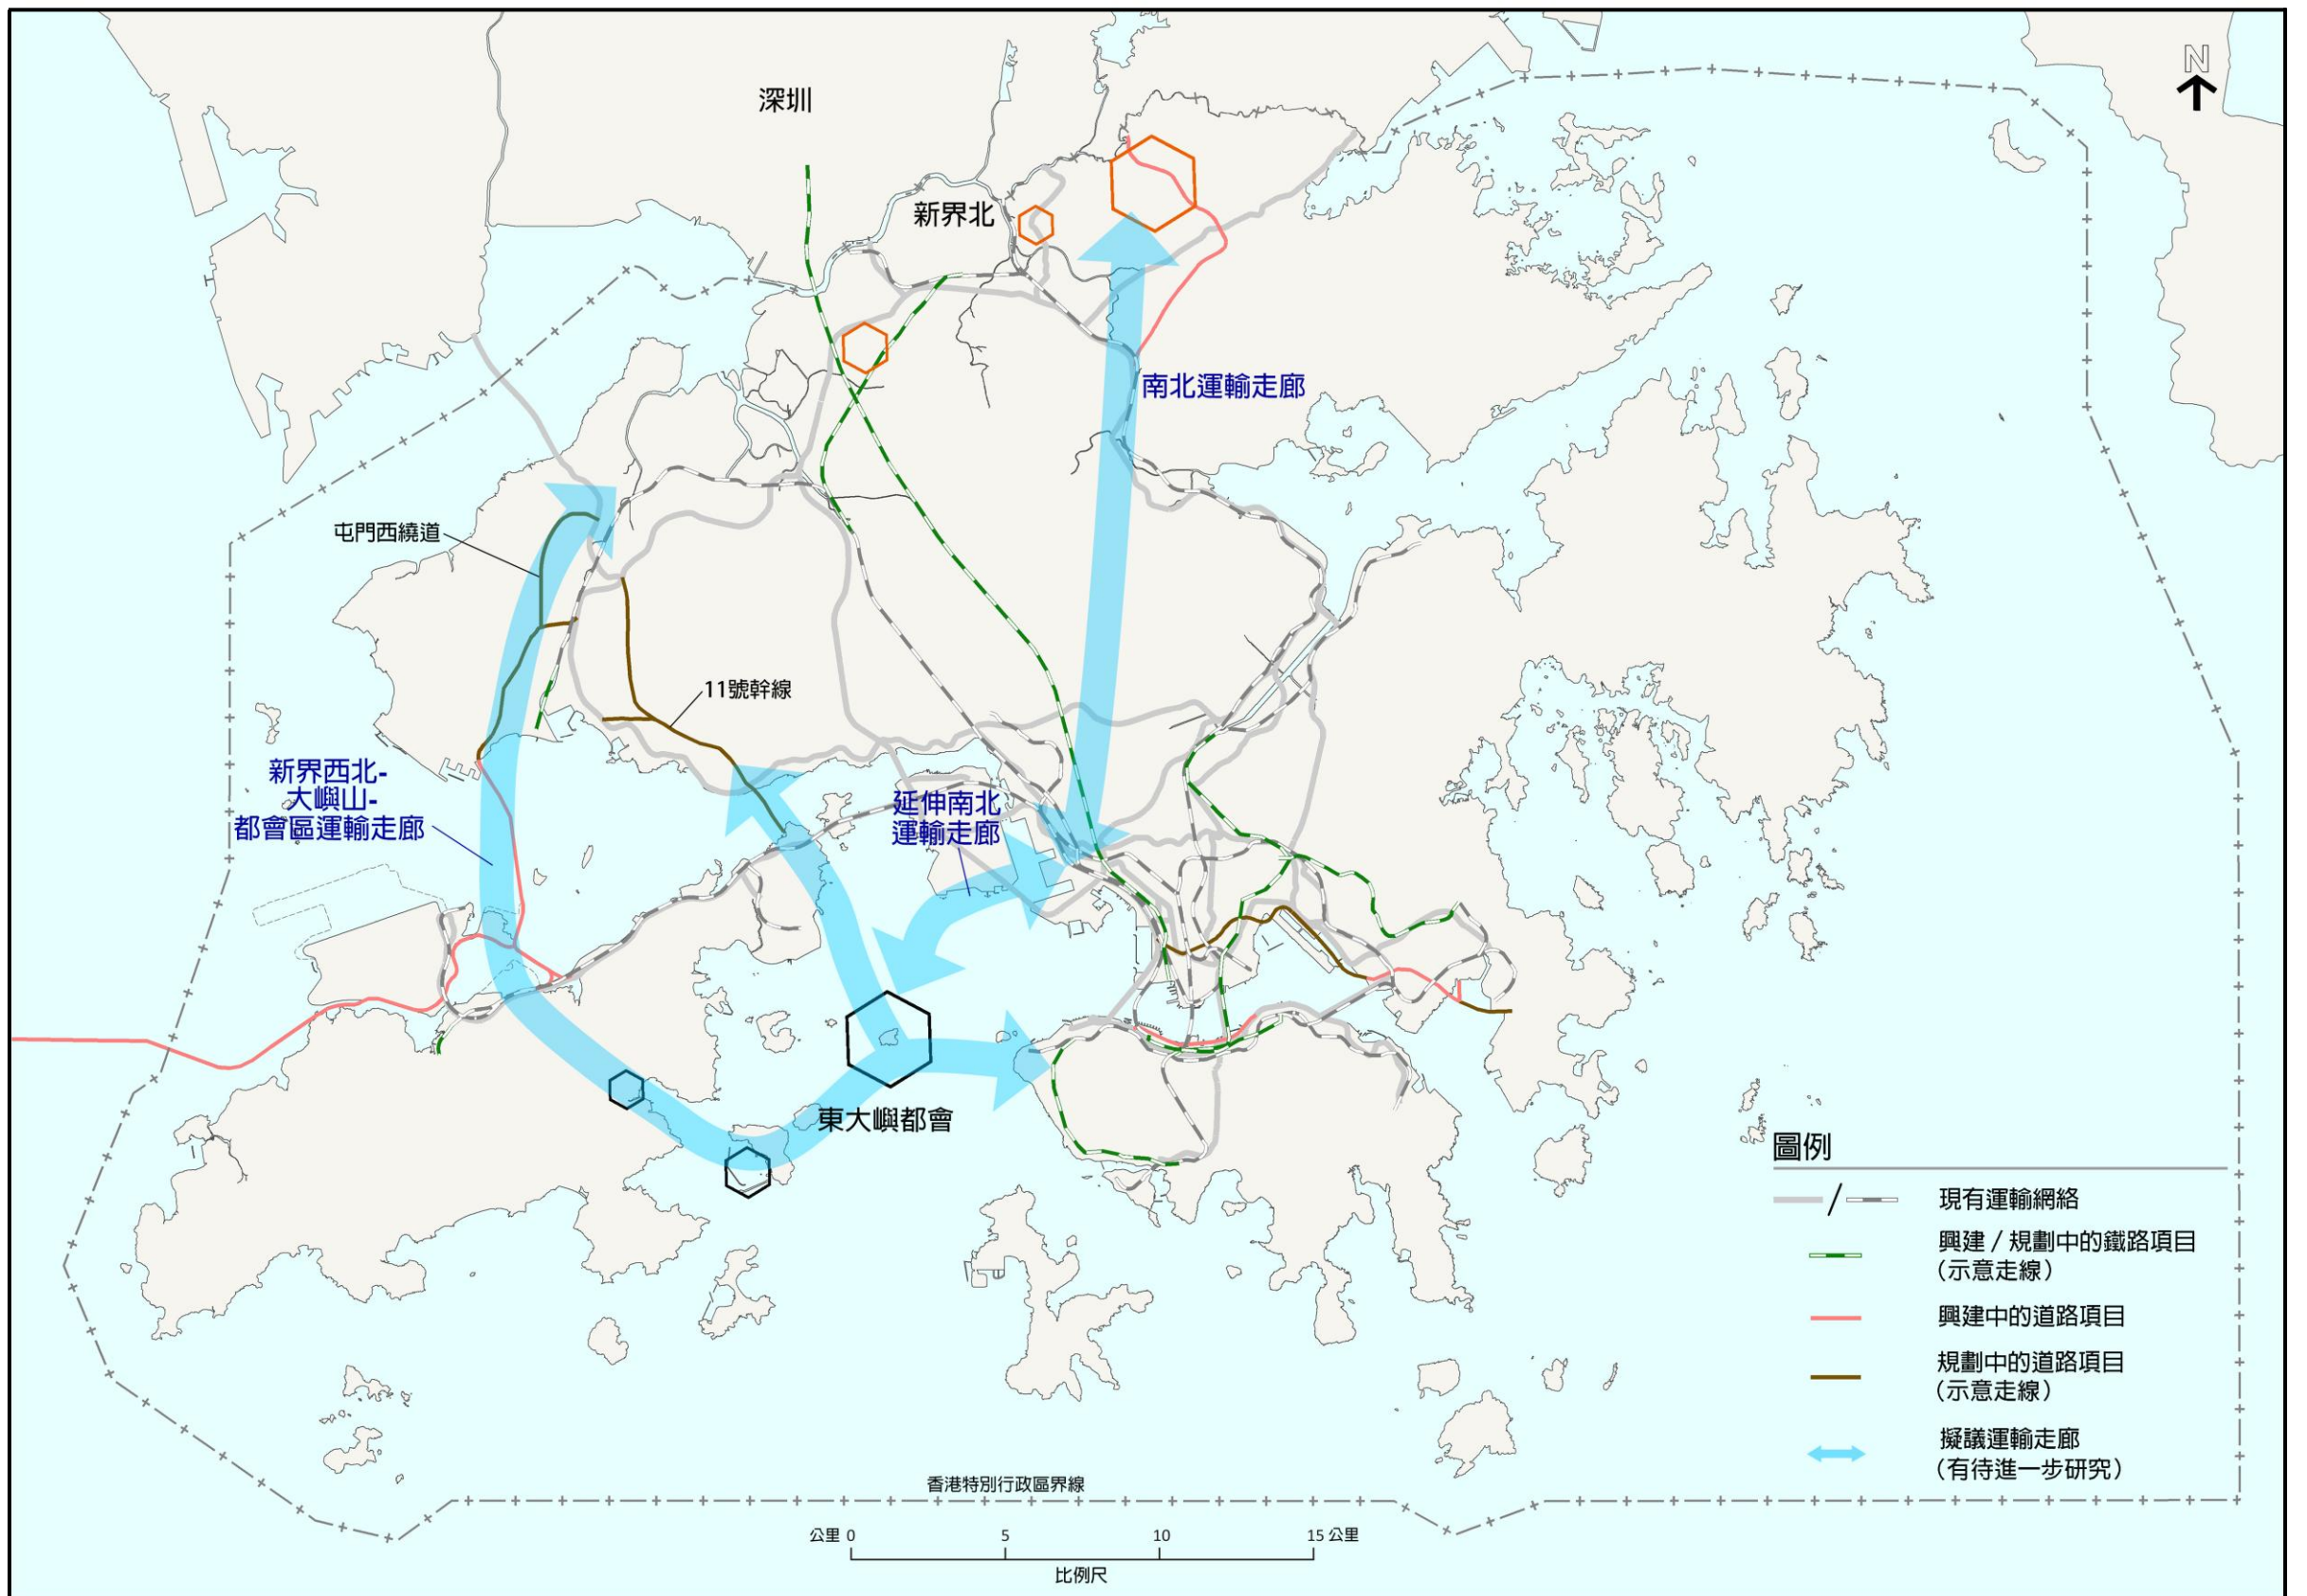 N
深圳
新界北
南北運輸走廊
屯門西繞道
11號幹線
新界西北-
大嶼山-
都會區運輸走廊
延伸南北
運輸走廊
東大嶼都會
圖例
現有運輸網絡
興建 / 規劃中的鐵路項目
(示意走線)
興建中的道路項目
規劃中的道路項目
(示意走線)
擬議運輸走廊
(有待進一步研究)
香港特別行政區界線
公里 0 5 10 15 公里
比例尺